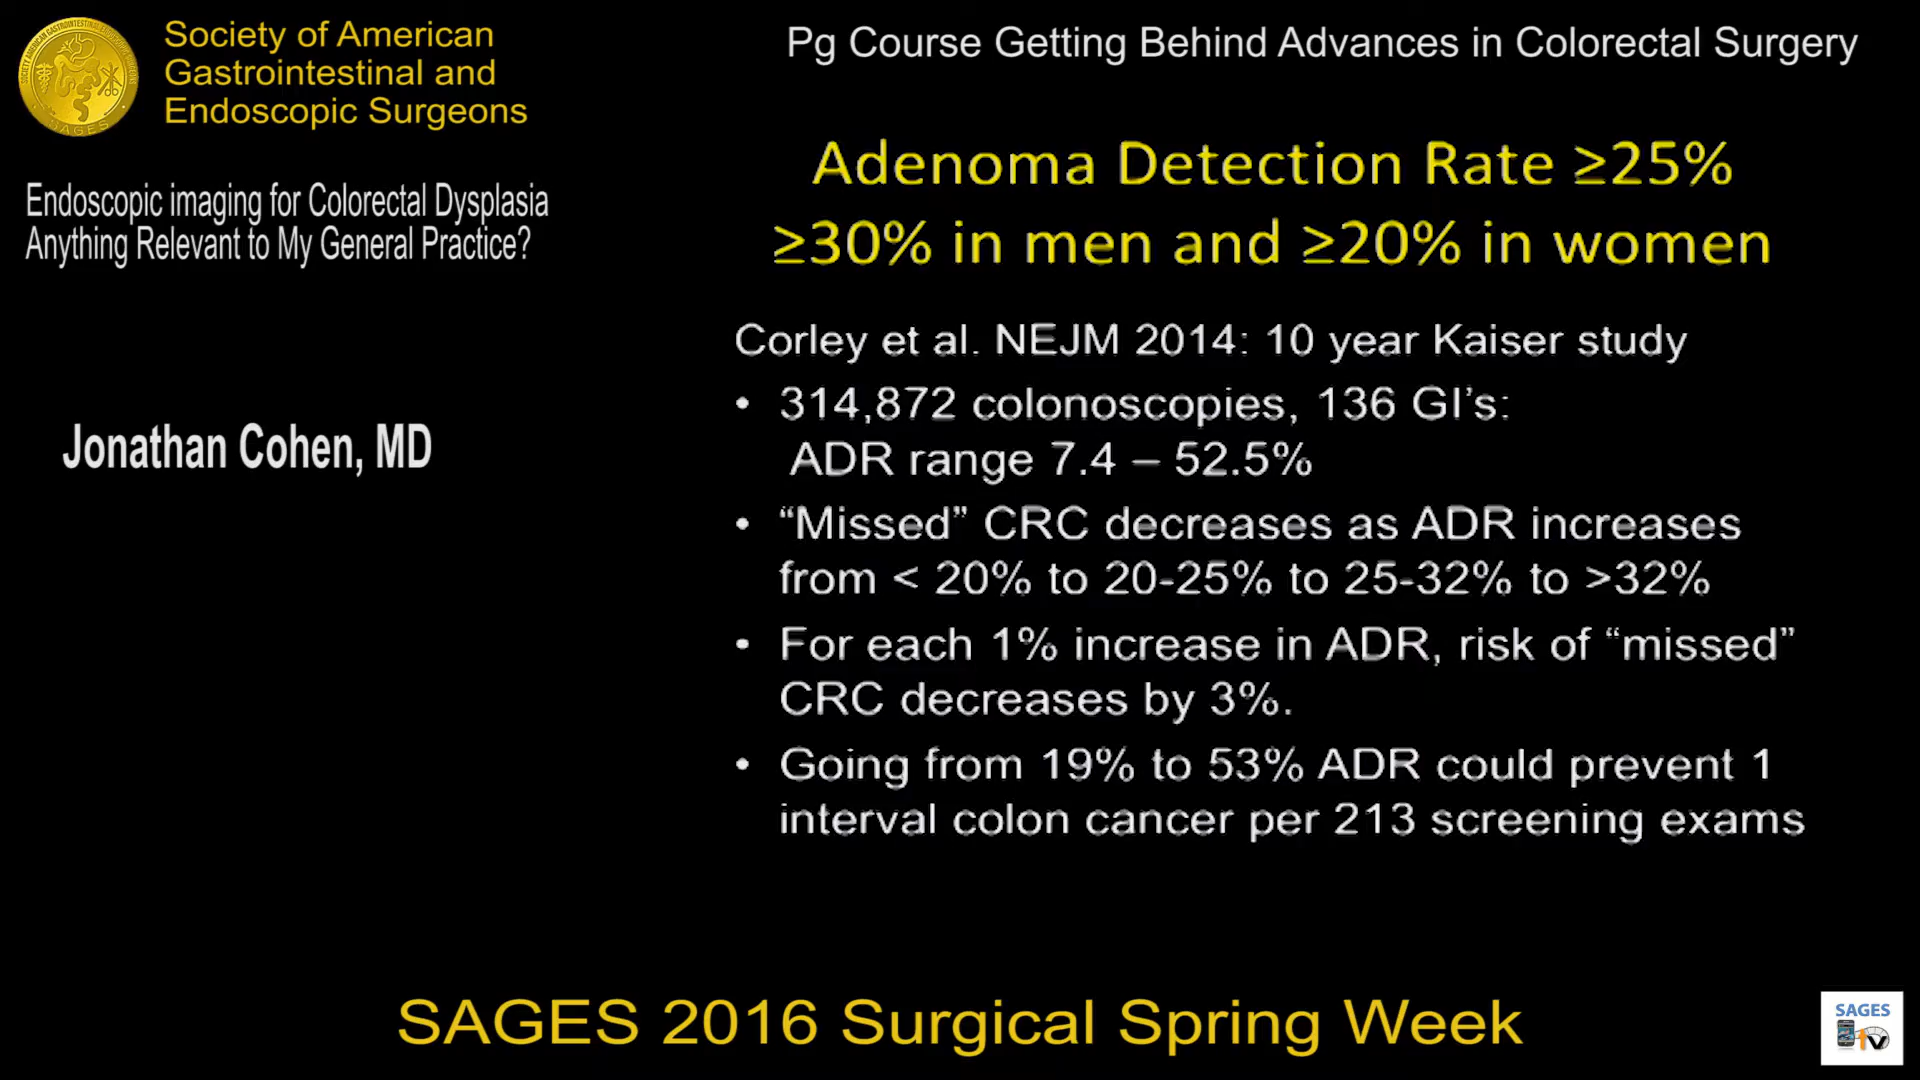 Society of American
Gastrointestinal and
Endoscopic Surgeons
Pg Course Getting Behind Advances in Colorectal Surgery
Endoscopic imaging for Colorectal Dysplasia
Anything Relevant to My General Practice?
Jonathan Cohen, MD
Adenoma Detection Rate ≥25%
≥30% in men and ≥20% in women
Corley et al. NEJM 2014: 10 year Kaiser study
• 314,872 colonoscopies, 136 GI’s:
ADR range 7.4 – 52.5%
• “Missed” CRC decreases as ADR increases
from < 20% to 20-25% to 25-32% to >32%
• For each 1% increase in ADR, risk of “missed”
CRC decreases by 3%.
• Going from 19% to 53% ADR could prevent 1
interval colon cancer per 213 screening exams
SAGES 2016 Surgical Spring Week
SAGES
tv
SAGES